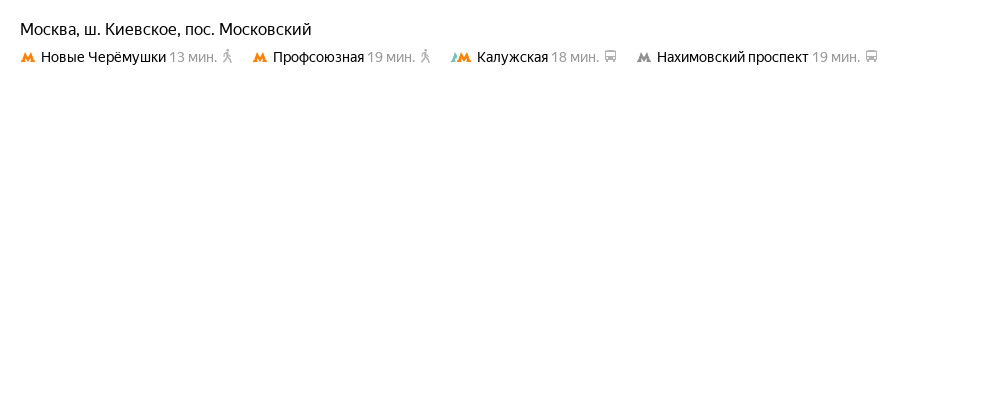 Москва, ш. Киевское, пос. Московский
Новые Черёмушки 13 мин. Профсоюзная 19 мин. Калужская 18 мин. Нахимовский проспект 19 мин.